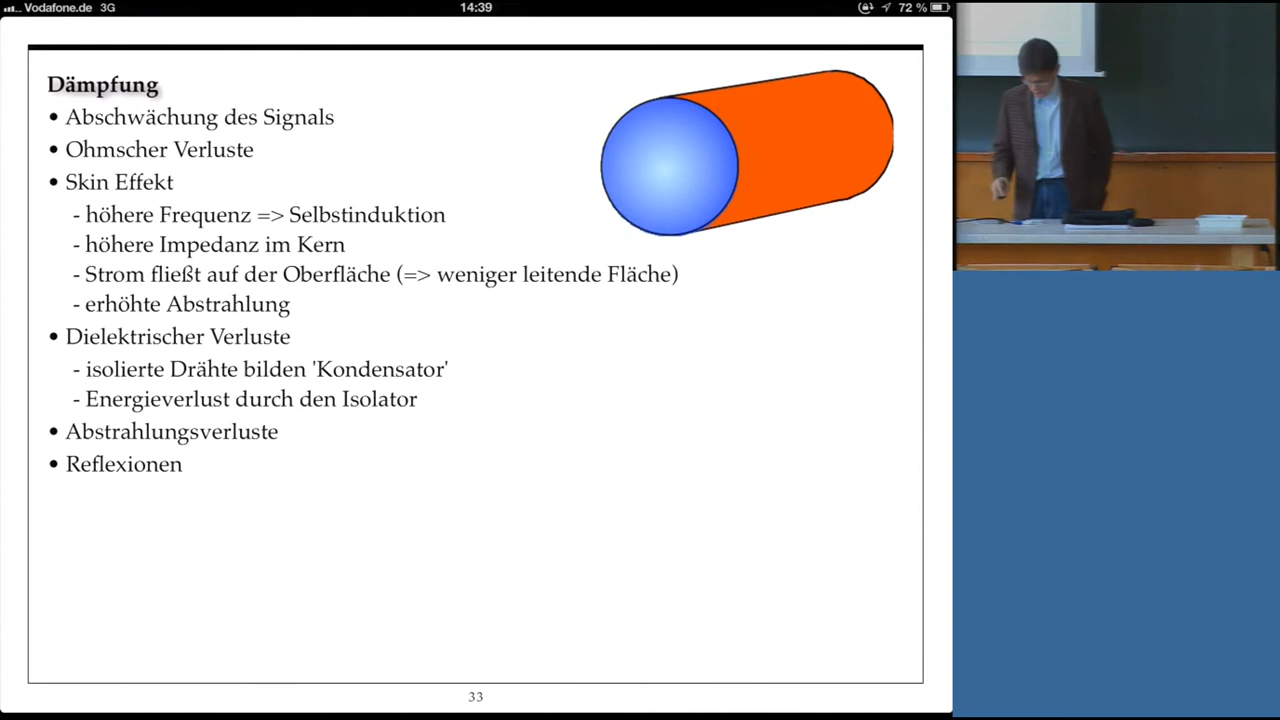 Vodafone.de 3G 14:39 72 %
Dämpfung
• Abschwächung des Signals
• Ohmscher Verluste
• Skin Effekt
- höhere Frequenz => Selbstinduktion
- höhere Impedanz im Kern
- Strom fließt auf der Oberfläche (=> weniger leitende Fläche)
- erhöhte Abstrahlung
• Dielektrischer Verluste
- isolierte Drähte bilden 'Kondensator'
- Energieverlust durch den Isolator
• Abstrahlungsverluste
• Reflexionen
33